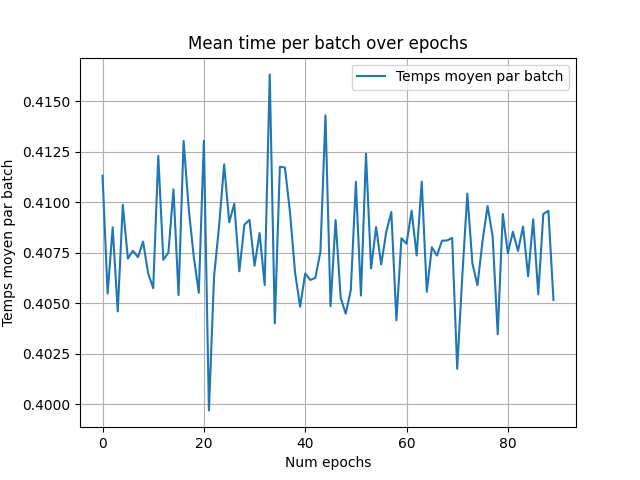 Mean time per batch over epochs
Temps moyen par batch
0.4150
0.4125
0.4100
0.4075
0.4050
0.4025
0.4000
Temps moyen par batch
0 20 40 60 80
Num epochs